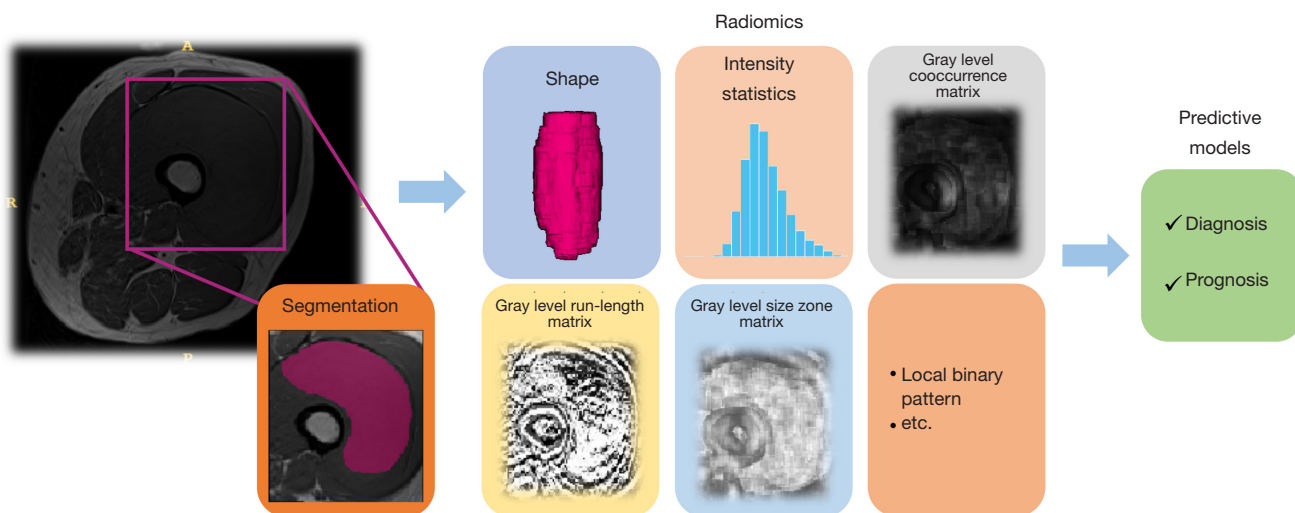 Radiomics
A
R
Segmentation
Shape
Intensity
statistics
Gray level
cooccurrence
matrix
Gray level run-length
matrix
Gray level size zone
matrix
• Local binary
pattern
• etc.
Predictive
models
✓ Diagnosis
✓ Prognosis